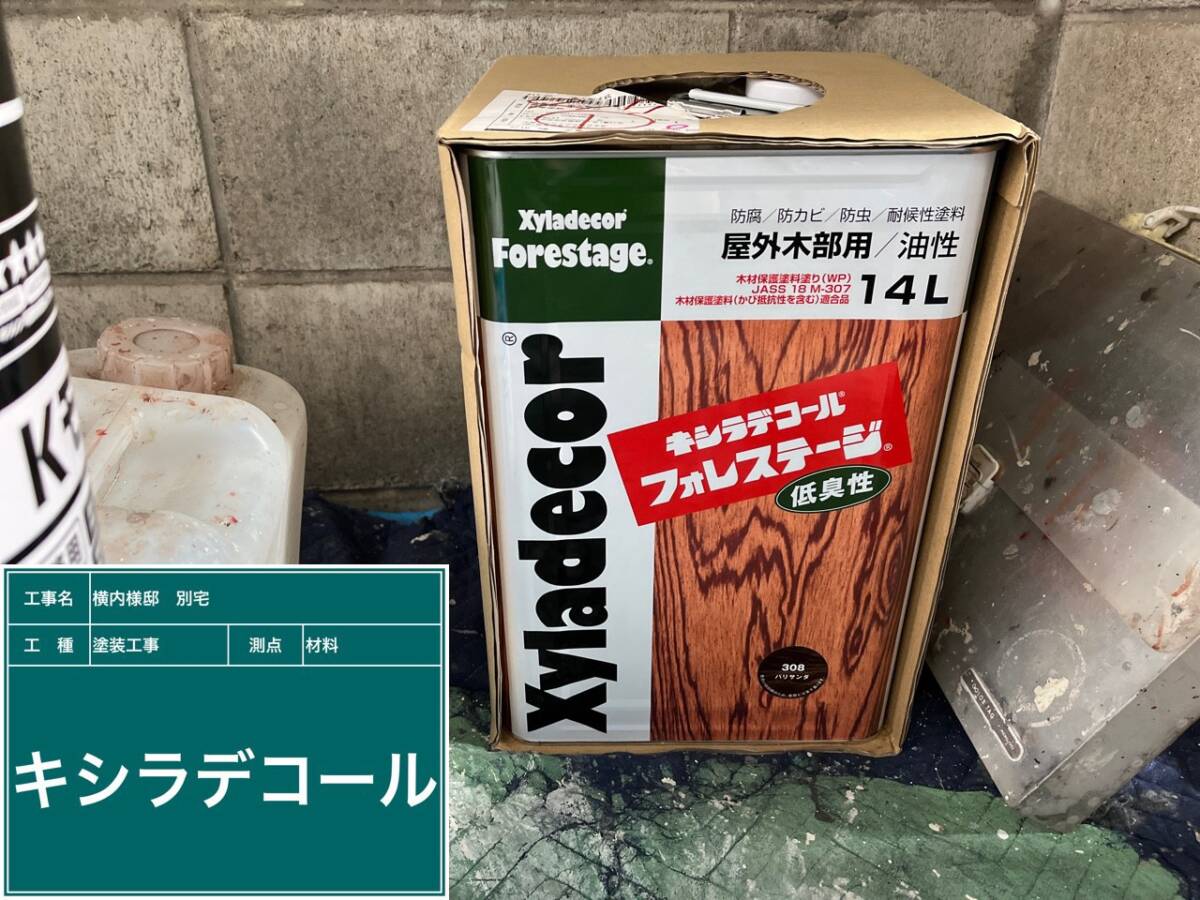 Xyladecor
Forestage®
防腐/防カビ/防虫/耐候性塗料
屋外木部用/油性
木材保護塗料塗り(WP)
JASS 18 M-307
木材保護塗料(かび抵抗性を含む)適合品
14L
Xyladecor®
キシラデコール®
フォレステージ®
低臭性
308
パリサンダ
工事名 横内様邸 別宅
工 種 塗装工事 測点 材料
キシラデコール